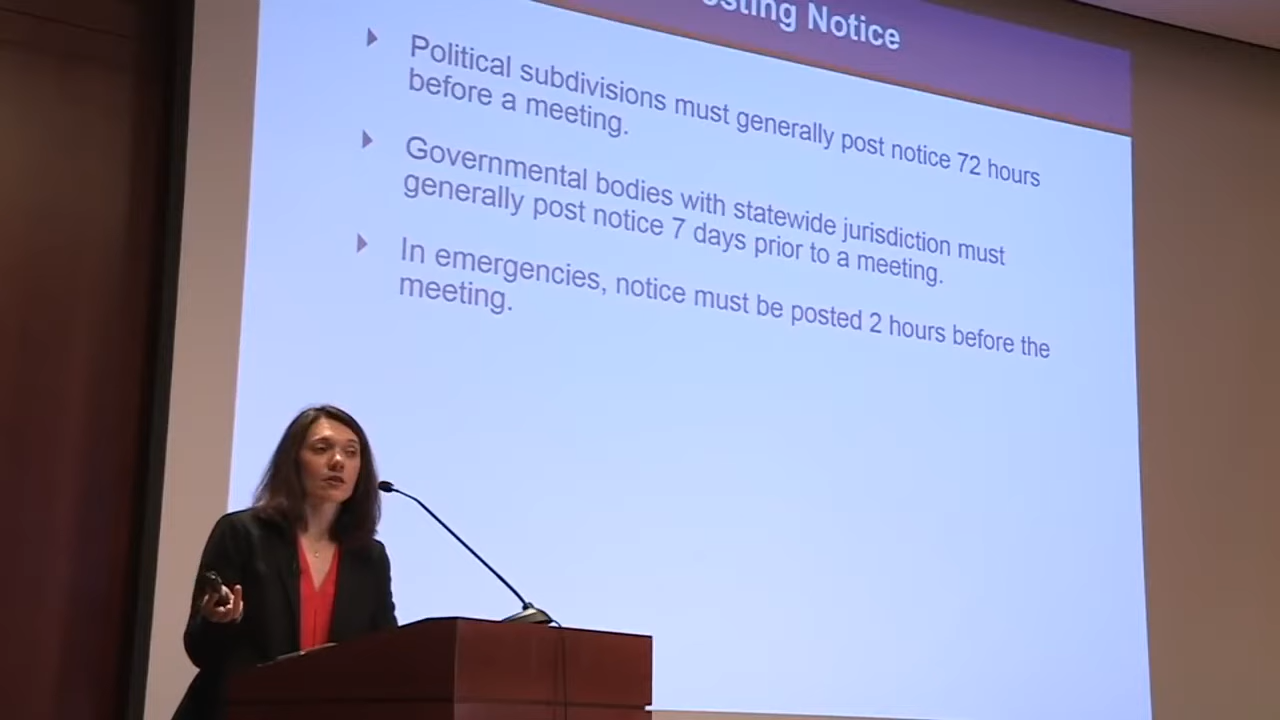 Notice
Political subdivisions must generally post notice 72 hours
before a meeting.
Governmental bodies with statewide jurisdiction must
generally post notice 7 days prior to a meeting.
In emergencies, notice must be posted 2 hours before the
meeting.